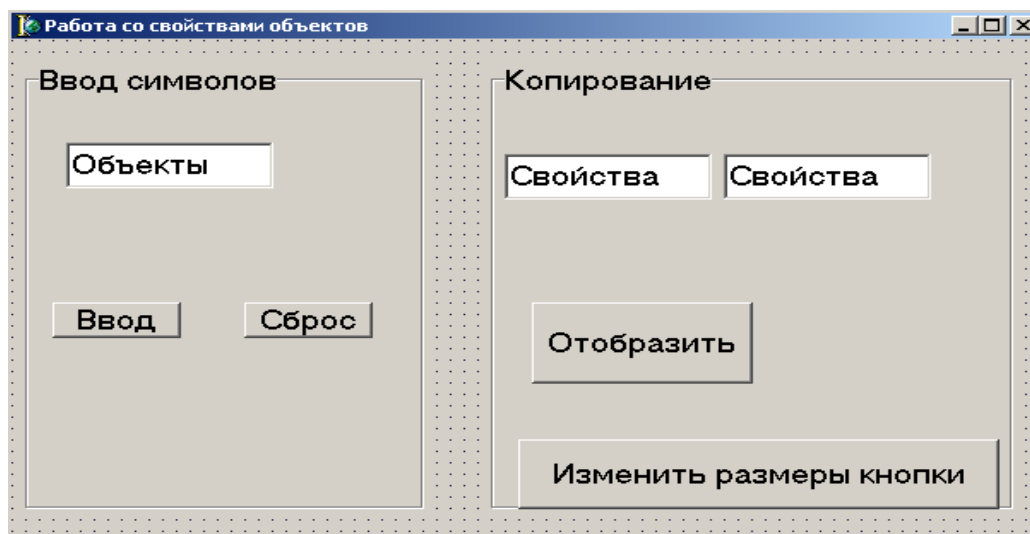 Работа со свойствами объектов
Ввод символов
Объекты
Ввод
Сброс
Копирование
Свойства
Свойства
Отобразить
Изменить размеры кнопки